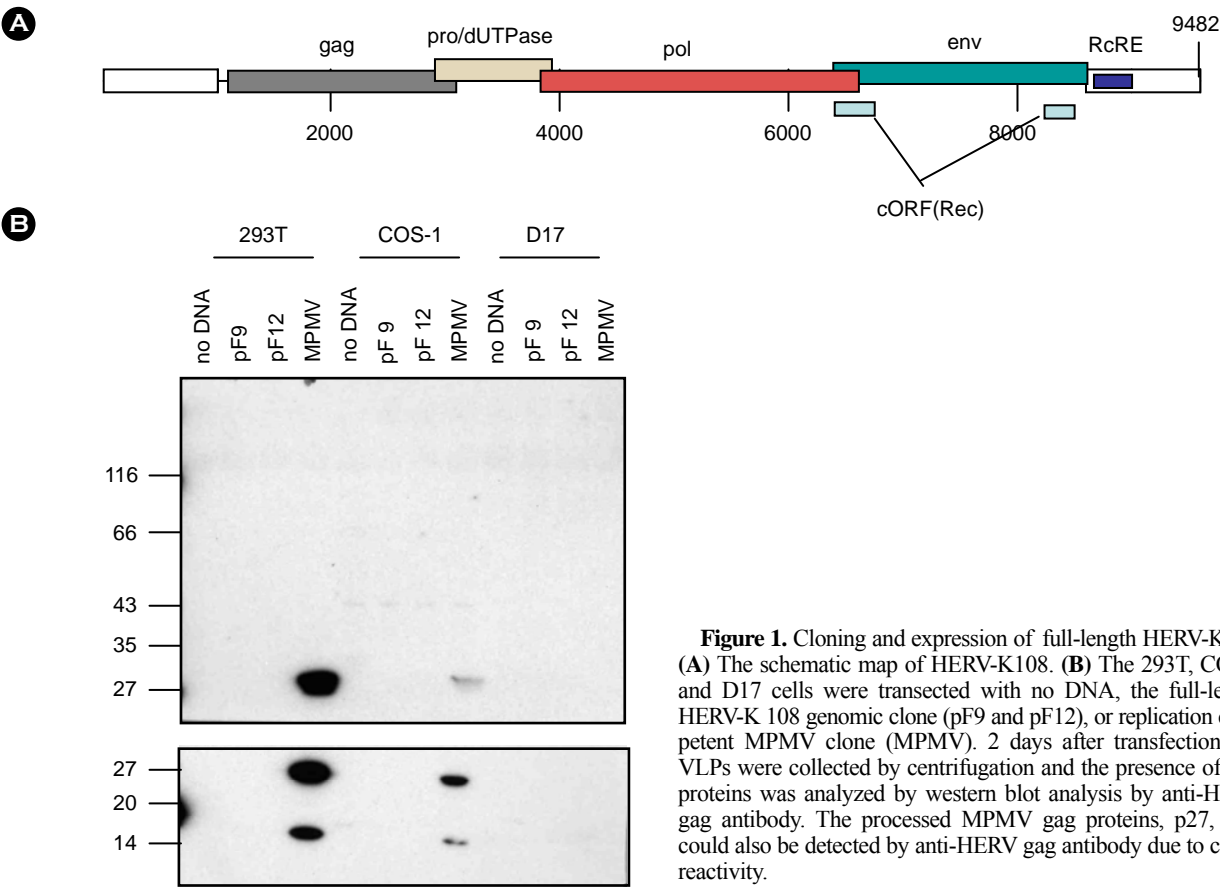 A
9482
gag
pro/dUTPase
pol
env
RcRE
2000
4000
6000
8000
cORF(Rec)
B
293T COS-1 D17
no DNA pF9 pF12 MPMV no DNA pF 9 pF 12 MPMV no DNA pF 9 pF 12 MPMV
116
66
43
35
27
27
20
14
Figure 1. Cloning and expression of full-length HERV-K
(A) The schematic map of HERV-K108. (B) The 293T,
and D17 cells were transected with no DNA, the
HERV-K 108 genomic clone (pF9 and pF12), or replication
petent MPMV clone (MPMV). 2 days after transfection
VLPs were collected by centrifugation and the presence of
proteins was analyzed by western blot analysis by
gag antibody. The processed MPMV gag proteins, p27,
could also be detected by anti-HERV gag antibody due to
reactivity.